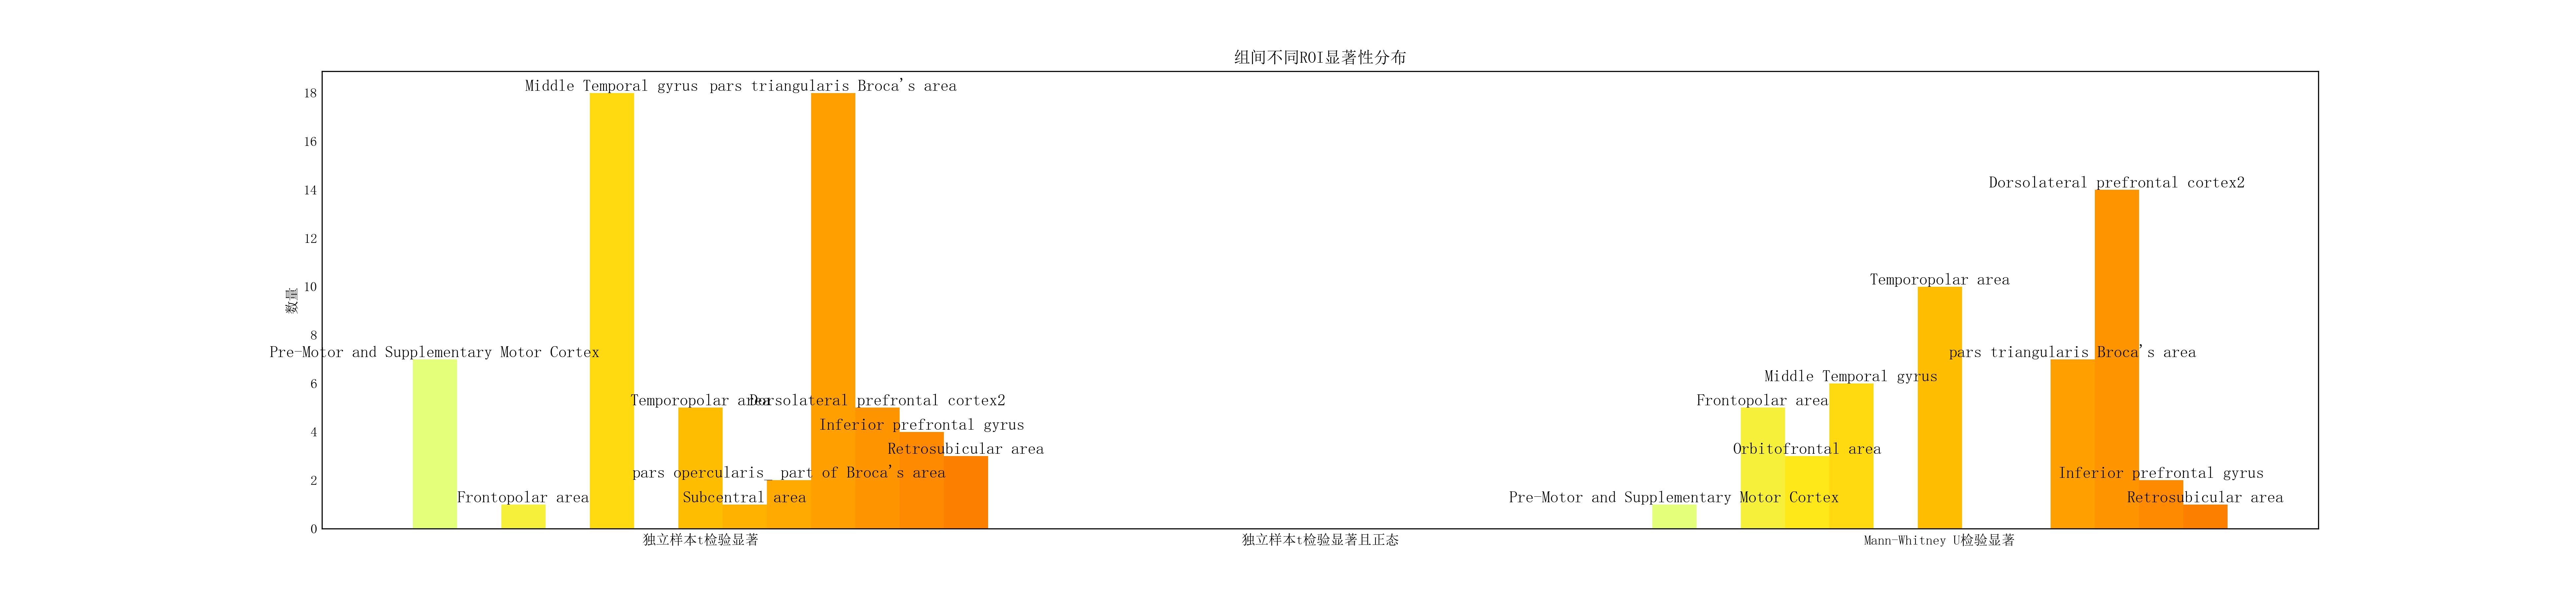 组间不同ROI显著性分布
Middle Temporal gyrus
pars triangularis Broca's area
Pre-Motor and Supplementary Motor Cortex
Temporopolar area
Dorsolateral prefrontal cortex2
Inferior prefrontal gyrus
Retrosubicular area
pars opercularis_ part of Broca's area
Frontopolar area
Subcentral area
Dorsolateral prefrontal cortex2
Temporopolar area
pars triangularis Broca's area
Middle Temporal gyrus
Frontopolar area
Orbitofrontal area
Inferior prefrontal gyrus
Pre-Motor and Supplementary Motor Cortex
Retrosubicular area
数量
18
16
14
12
10
8
6
4
2
0
独立样本t检验显著
独立样本t检验显著且正态
Mann-Whitney U检验显著